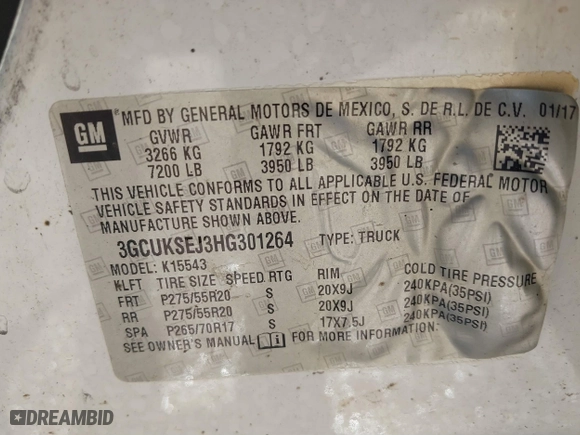 GM
MFD BY GENERAL MOTORS DE MEXICO, S. DE R.L. DE C.V. 01/17
GVWR GAWR FRT GAWR RR
3266 KG 1792 KG 1792 KG
7200 LB 3950 LB 3950 LB
THIS VEHICLE CONFORMS TO ALL APPLICABLE U.S. FEDERAL MOTOR
VEHICLE SAFETY STANDARDS IN EFFECT ON THE DATE OF
MANUFACTURE SHOWN ABOVE.
3GCUKSEJ3HG301264 TYPE: TRUCK
MODEL: K15543
KLFT TIRE SIZE SPEED RTG RIM COLD TIRE PRESSURE
FRT P275/55R20 S 20X9J 240KPA(35PSI)
RR P275/55R20 S 20X9J 240KPA(35PSI)
SPA P265/70R17 S 17X7.5J 240KPA(35PSI)
SEE OWNER'S MANUAL FOR MORE INFORMATION.
DREAMBID